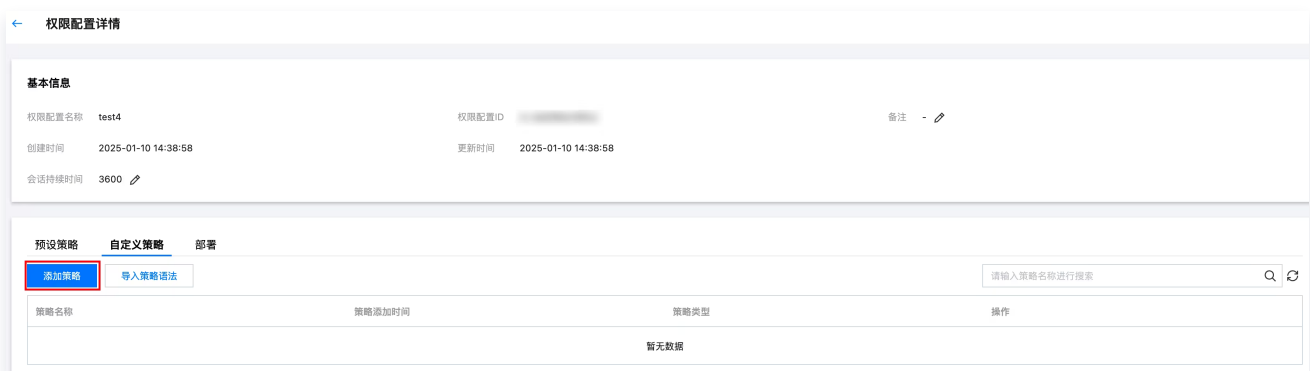 ← 权限配置详情
基本信息
权限配置名称 test4 权限配置ID 备注 -
创建时间 2025-01-10 14:38:58 更新时间 2025-01-10 14:38:58
会话持续时间 3600
预设策略 自定义策略 部署
添加策略 导入策略语法 请输入策略名称进行搜索
策略名称 策略添加时间 策略类型 操作
暂无数据